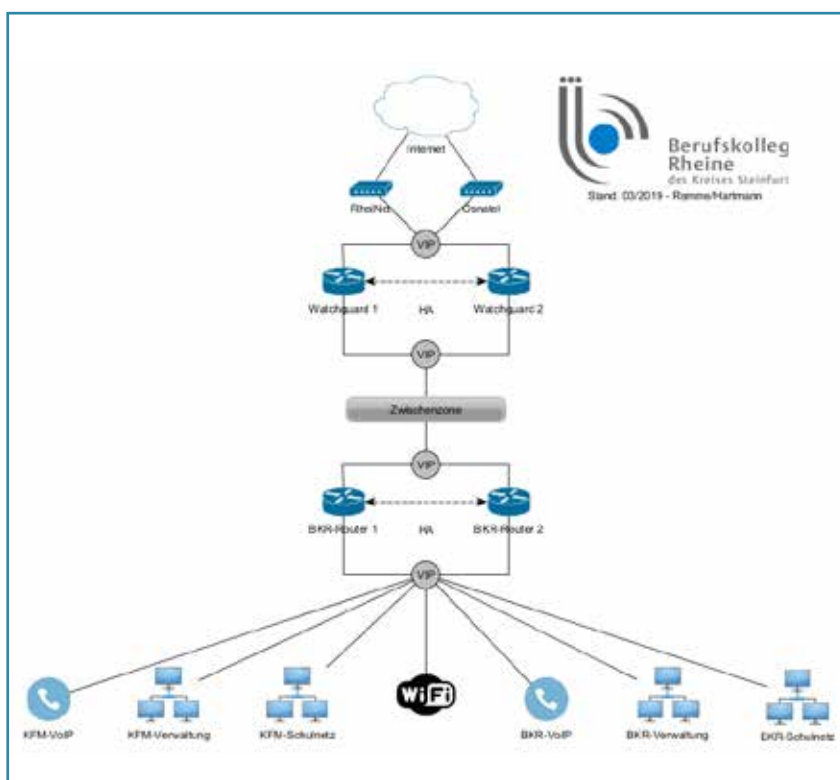 Internet
Berufskolleg
Rheine
des Kreises Steinfurt
Stand. 03/2019 - Remme/Hartmann
RheiNet
Osnatel
VIP
Watchguard 1
HA
Watchguard 2
VIP
Zwischenzone
VIP
BKR-Router 1
HA
BKR-Router 2
VIP
WiFi
KFM-VoIP
KFM-Verwaltung
KFM-Schulnetz
BKR-VoIP
BKR-Verwaltung
BKR-Schulnetz